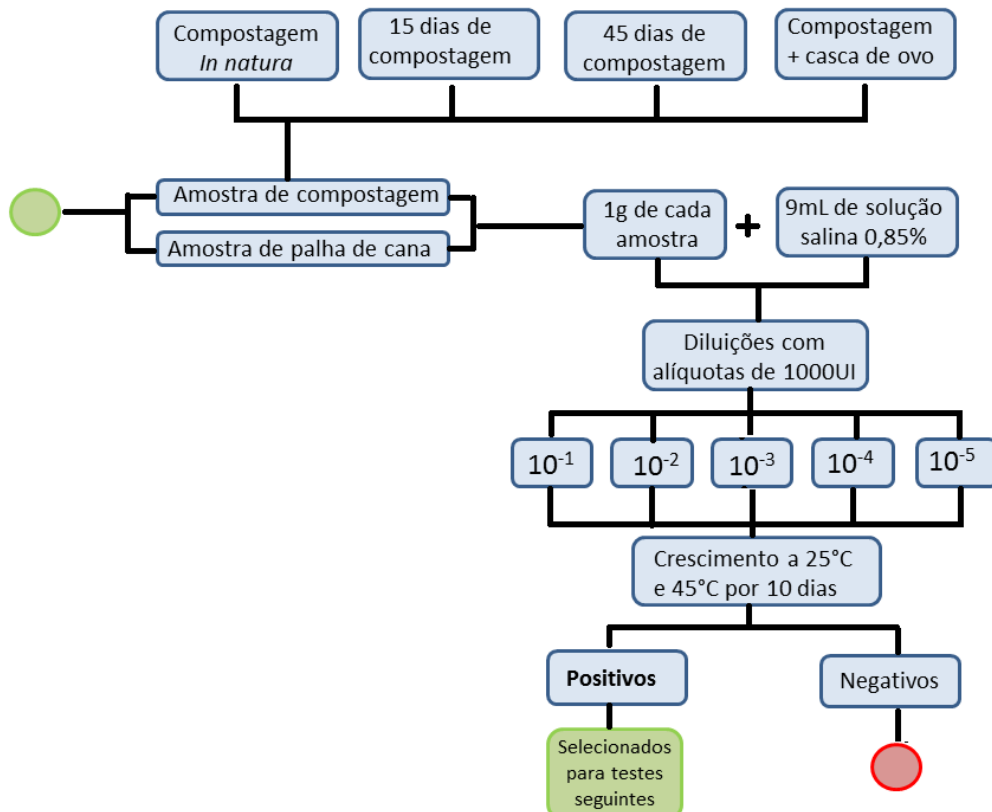 Compostagem
In natura
15 dias de
compostagem
45 dias de
compostagem
Compostagem
+ casca de ovo
Amostra de compostagem
Amostra de palha de cana
1g de cada
amostra
+
9mL de solução
salina 0,85%
Diluições com
alíquotas de 1000UI
10⁻¹
10⁻²
10⁻³
10⁻⁴
10⁻⁵
Crescimento a 25°C
e 45°C por 10 dias
Positivos
Negativos
Selecionados
para testes
seguintes